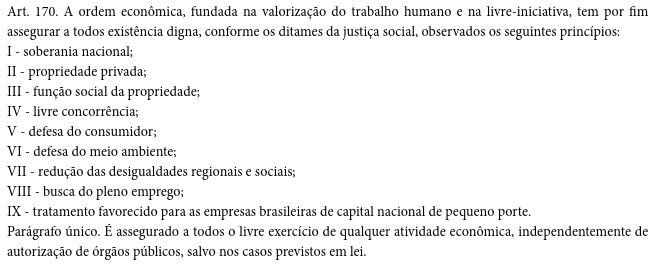 Art. 170. A ordem econômica, fundada na valorização do trabalho humano e na livre-iniciativa, tem por fim
assegurar a todos existência digna, conforme os ditames da justiça social, observados os seguintes princípios:
I - soberania nacional;
II - propriedade privada;
III - função social da propriedade;
IV - livre concorrência;
V - defesa do consumidor;
VI - defesa do meio ambiente;
VII - redução das desigualdades regionais e sociais;
VIII - busca do pleno emprego;
IX - tratamento favorecido para as empresas brasileiras de capital nacional de pequeno porte.
Parágrafo único. É assegurado a todos o livre exercício de qualquer atividade econômica, independentemente de
autorização de órgãos públicos, salvo nos casos previstos em lei.